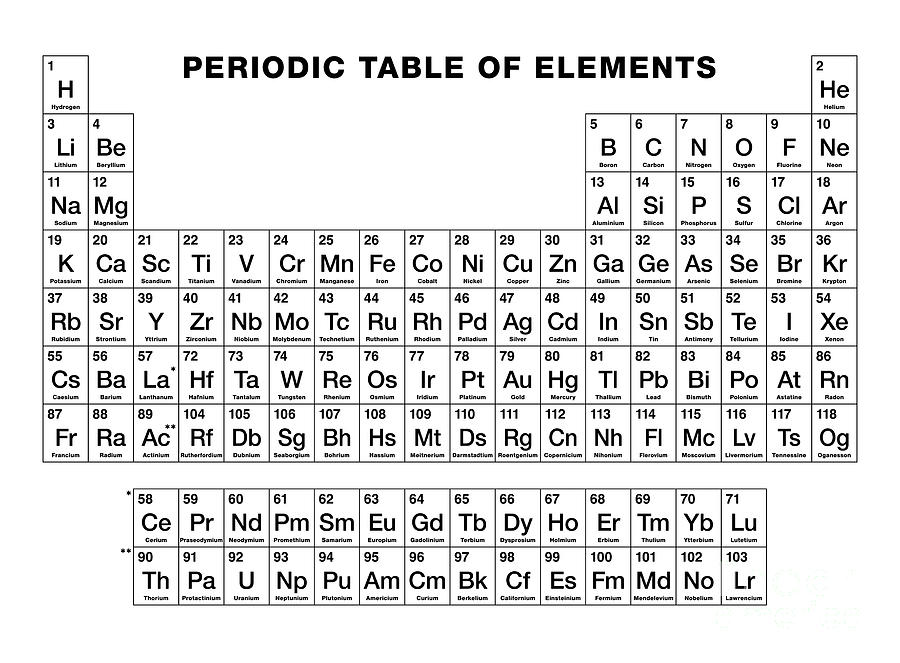 PERIODIC TABLE OF ELEMENTS
1 2
H He
Hydrogen Helium
3 4 5 6 7 8 9 10
Li Be B C N O F Ne
Lithium Beryllium Boron Carbon Nitrogen Oxygen Fluorine Neon
11 12 13 14 15 16 17 18
Na Mg Al Si P S Cl Ar
Sodium Magnesium Aluminium Silicon Phosphorus Sulfur Chlorine Argon
19 20 21 22 23 24 25 26 27 28 29 30 31 32 33 34 35 36
K Ca Sc Ti V Cr Mn Fe Co Ni Cu Zn Ga Ge As Se Br Kr
Potassium Calcium Scandium Titanium Vanadium Chromium Manganese Iron Cobalt Nickel Copper Zinc Gallium Germanium Arsenic Selenium Bromine Krypton
37 38 39 40 41 42 43 44 45 46 47 48 49 50 51 52 53 54
Rb Sr Y Zr Nb Mo Tc Ru Rh Pd Ag Cd In Sn Sb Te I Xe
Rubidium Strontium Yttrium Zirconium Niobium Molybdenum Technetium Ruthenium Rhodium Palladium Silver Cadmium Indium Tin Antimony Tellurium Iodine Xenon
55 56 57 72 73 74 75 76 77 78 79 80 81 82 83 84 85 86
Cs Ba La* Hf Ta W Re Os Ir Pt Au Hg Tl Pb Bi Po At Rn
Caesium Barium Lanthanum Hafnium Tantalum Tungsten Rhenium Osmium Iridium Platinum Gold Mercury Thallium Lead Bismuth Polonium Astatine Radon
87 88 89 104 105 106 107 108 109 110 111 112 113 114 115 116 117 118
Fr Ra Ac** Rf Db Sg Bh Hs Mt Ds Rg Cn Nh Fl Mc Lv Ts Og
Francium Radium Actinium Rutherfordium Dubnium Seaborgium Bohrium Hassium Meitnerium Darmstadtium Roentgenium Copernicium Nihonium Flerovium Moscovium Livermorium Tennessine Oganesson
* 58 59 60 61 62 63 64 65 66 67 68 69 70 71
Ce Pr Nd Pm Sm Eu Gd Tb Dy Ho Er Tm Yb Lu
Cerium Praseodymium Neodymium Promethium Samarium Europium Gadolinium Terbium Dysprosium Holmium Erbium Thulium Ytterbium Lutetium
** 90 91 92 93 94 95 96 97 98 99 100 101 102 103
Th Pa U Np Pu Am Cm Bk Cf Es Fm Md No Lr
Thorium Protactinium Uranium Neptunium Plutonium Americium Curium Berkelium Californium Einsteinium Fermium Mendelevium Nobelium Lawrencium